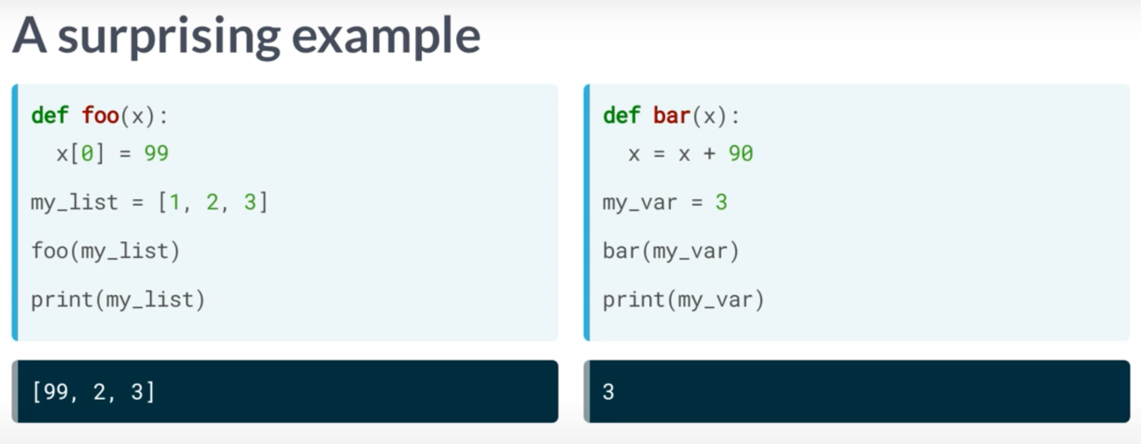 A surprising example
def foo(x):
  x[0] = 99
my_list = [1, 2, 3]
foo(my_list)
print(my_list)
[99, 2, 3]
def bar(x):
  x = x + 90
my_var = 3
bar(my_var)
print(my_var)
3